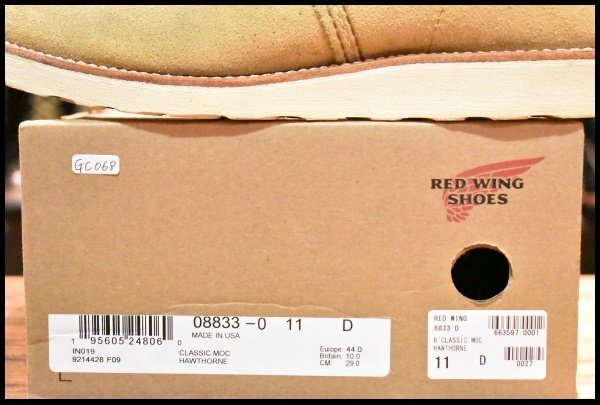 GC068
RED WING
SHOES
08833-0 11 D
MADE IN USA
1 95605 24806 0
IN019
9214428 F09
CLASSIC MOC
HAWTHORNE
Europe: 44.0
Britain: 10.0
CM: 29.0
RED WING
8833 D
663597 0001
6"CLASSIC MOC
HAWTHORNE
11 D
0027